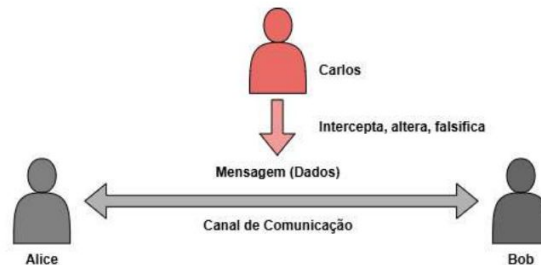 Carlos
Intercepta, altera, falsifica
Mensagem (Dados)
Canal de Comunicação
Alice
Bob